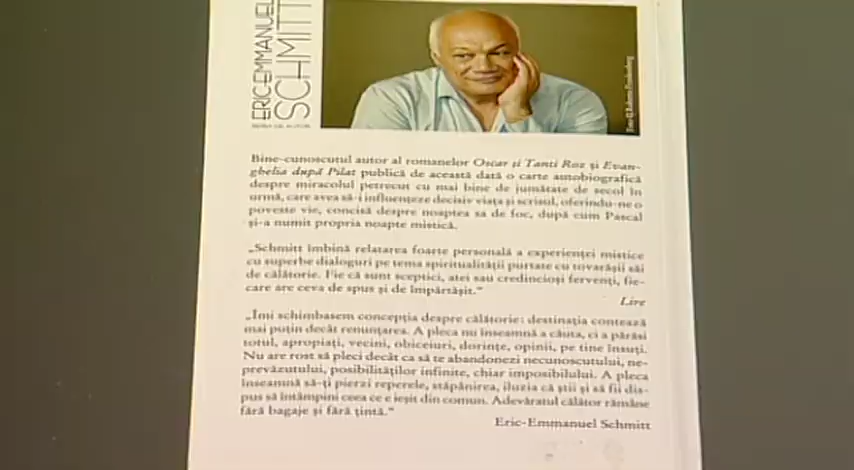 ERIC-EMMANUEL
SCHMITT
Bine-cunoscutul autor al romanelor Oscar și Tanti Roz și Evan-
ghelia după Pilat publică de această dată o carte autobiografică
despre miracolul petrecut cu mai bine de jumătate de secol în
urmă, care avea să-i influențeze decisiv viața și scrisul, oferindu-ne o
poveste vie, concisă despre noaptea sa de foc, după cum Pascal
și-a numit propria noapte mistică.
„Schmitt îmbină relatarea foarte personală a experienței mistice
cu superbe dialoguri pe tema spiritualității purtate cu tovarășii săi
de călătorie. Fie că sunt sceptici, atei sau credincioși fervenți, fie-
care are ceva de spus și de împărtășit.“
Lire
„Îmi schimbasem concepția despre călătorie: destinația contează
mai puțin decât renunțarea. A pleca nu înseamnă a căuta, ci a părăsi
totul, apropiați, vecini, obiceiuri, dorințe, opinii, pe tine însuți.
Nu are rost să pleci decât ca să te abandonezi necunoscutului, ne-
prevăzutului, posibilităților infinite, chiar imposibilului. A pleca
înseamnă să-ți pierzi reperele, stăpânirea, iluzia că știi și să fii dis-
pus să întâmpini ceea ce e ieșit din comun. Adevăratul călător rămâne
fără bagaje și fără țintă.“
Eric-Emmanuel Schmitt